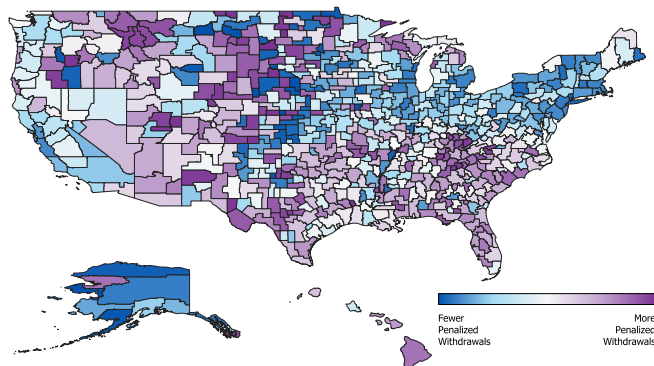 Fewer
Penalized
Withdrawals
More
Penalized
Withdrawals